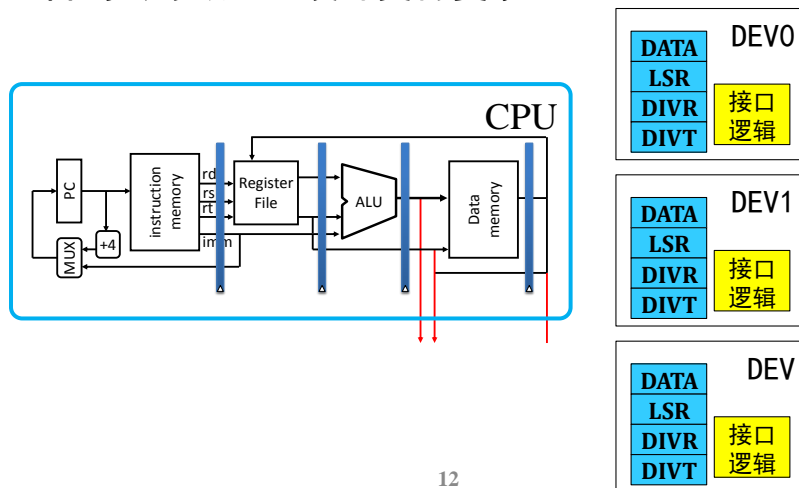 CPU
PC
+4
MUX
instruction
memory
rd
rs
rt
imm
Register
File
ALU
Data
memory
DEV0
DATA
LSR
DIVR
DIVT
接口
逻辑
DEV1
DATA
LSR
DIVR
DIVT
接口
逻辑
DEV
DATA
LSR
DIVR
DIVT
接口
逻辑
12